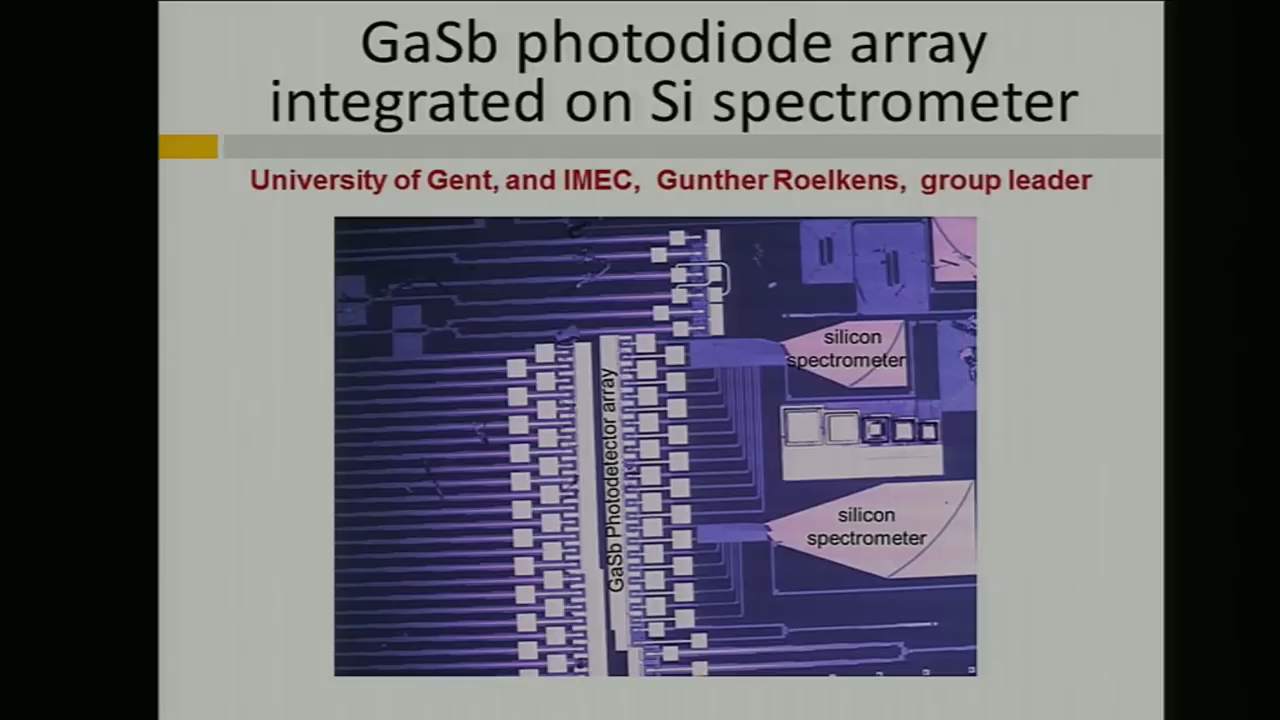 GaSb photodiode array
integrated on Si spectrometer
University of Gent, and IMEC, Gunther Roelkens, group leader
silicon
spectrometer
GaSb Photodetector array
silicon
spectrometer